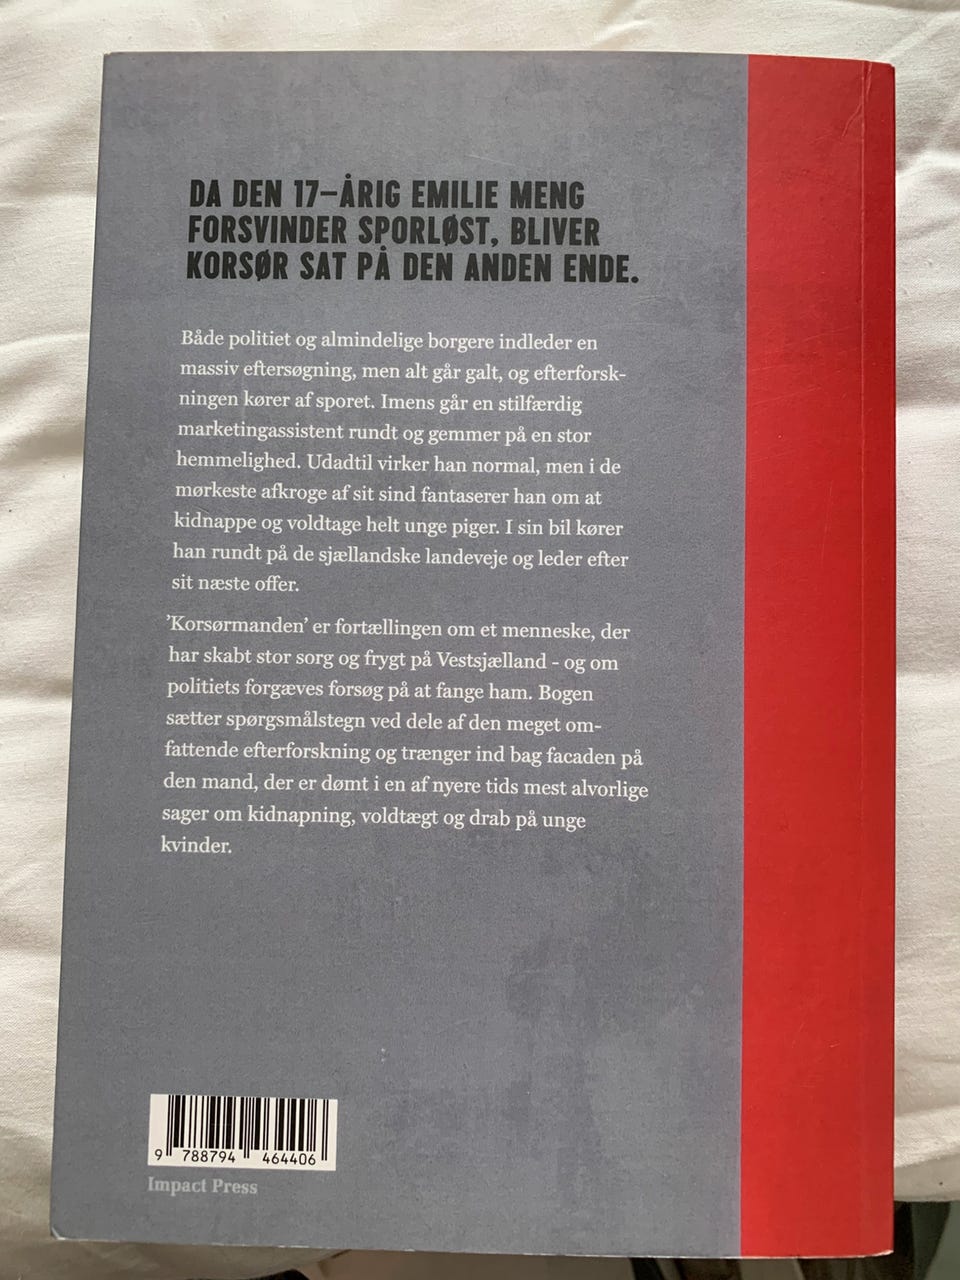 DA DEN 17-ÅRIG EMILIE MENG
FORSVINDER SPORLØST, BLIVER
KORSØR SAT PÅ DEN ANDEN ENDE.
Både politiet og almindelige borgere indleder en
massiv eftersøgning, men alt går galt, og efterforsk-
ningen kører af sporet. Imens går en stilfærdig
marketingassistent rundt og gemmer på en stor
hemmelighed. Udadtil virker han normal, men i de
mørkeste afkroge af sit sind fantaserer han om at
kidnappe og voldtage helt unge piger. I sin bil kører
han rundt på de sjællandske landeveje og leder efter
sit næste offer.
’Korsørmanden’ er fortællingen om et menneske, der
har skabt stor sorg og frygt på Vestsjælland - og om
politiets forgæves forsøg på at fange ham. Bogen
sætter spørgsmålstegn ved dele af den meget om-
fattende efterforskning og trænger ind bag facaden på
den mand, der er dømt i en af nyere tids mest alvorlige
sager om kidnapning, voldtægt og drab på unge
kvinder.
9 788794 464406
Impact Press